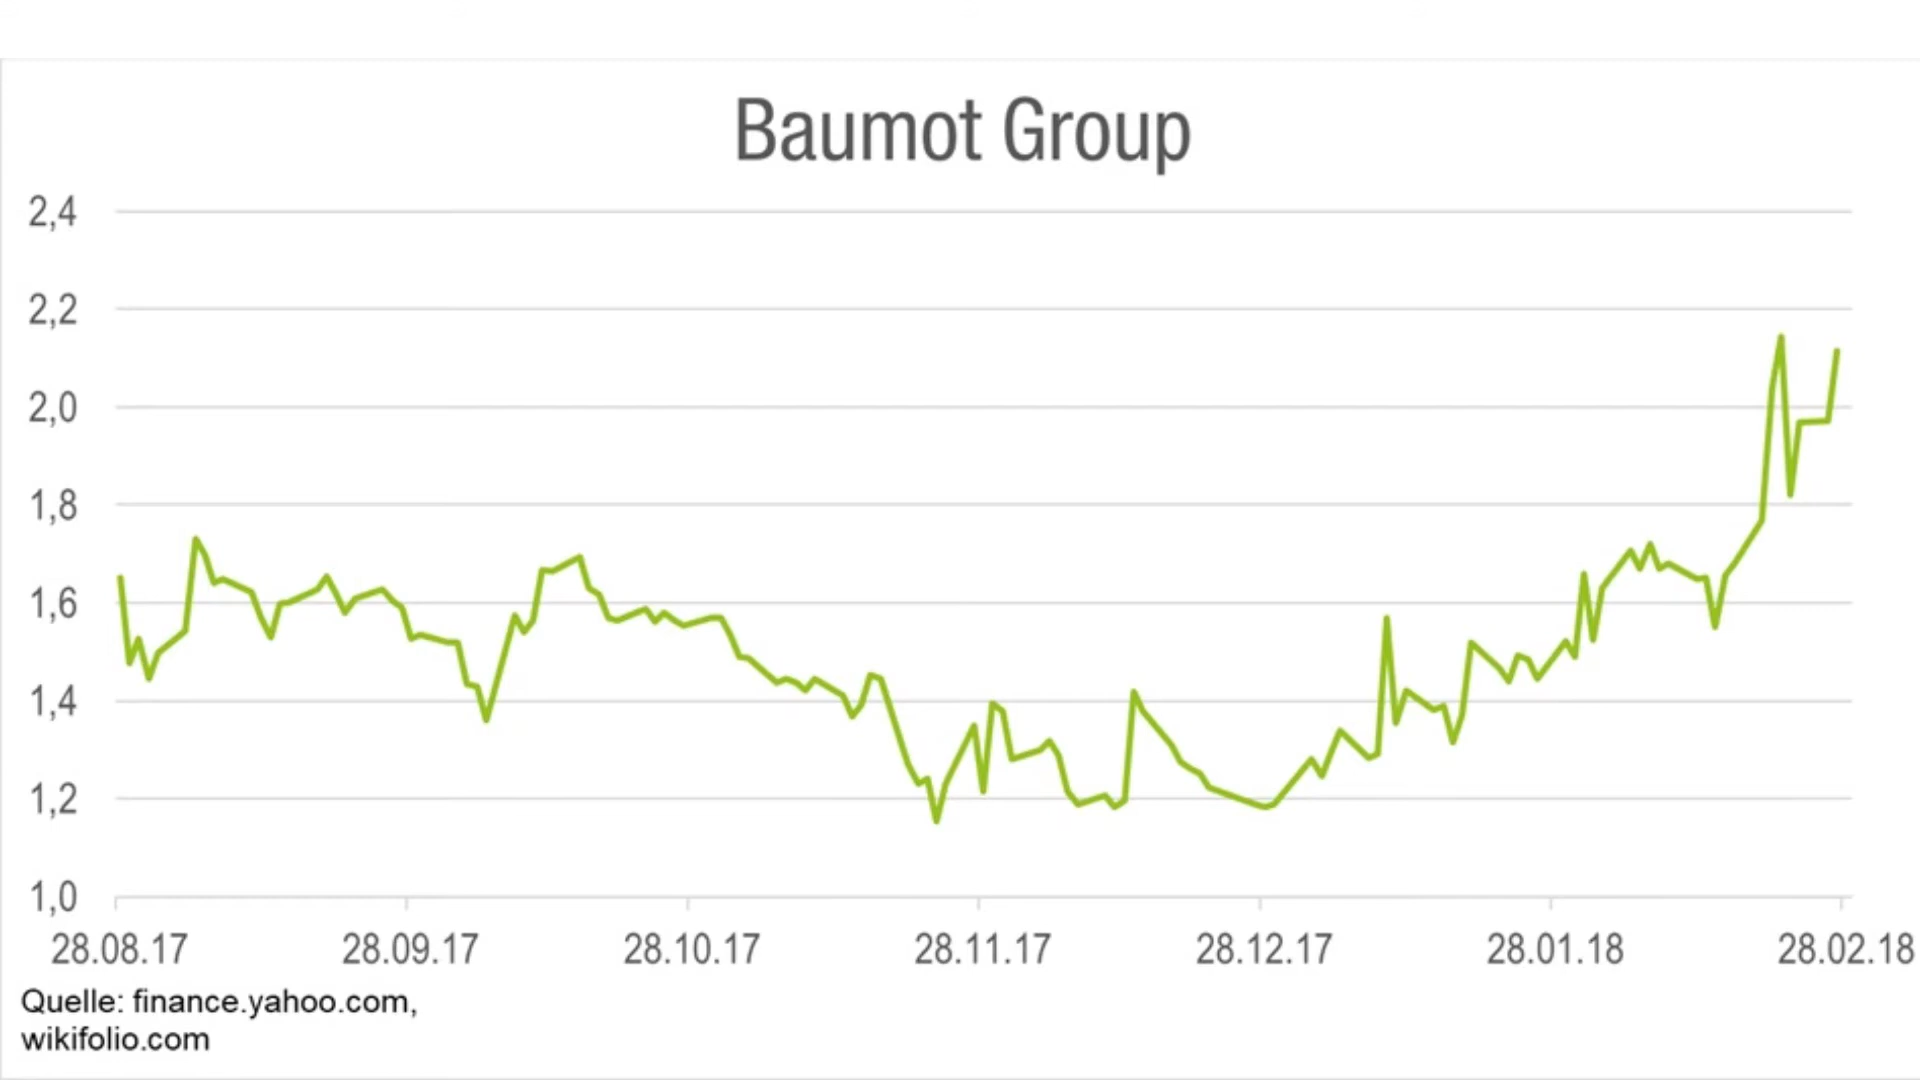 Baumot Group
2,4
2,2
2,0
1,8
1,6
1,4
1,2
1,0
28.08.17 28.09.17 28.10.17 28.11.17 28.12.17 28.01.18 28.02.18
Quelle: finance.yahoo.com,
wikifolio.com